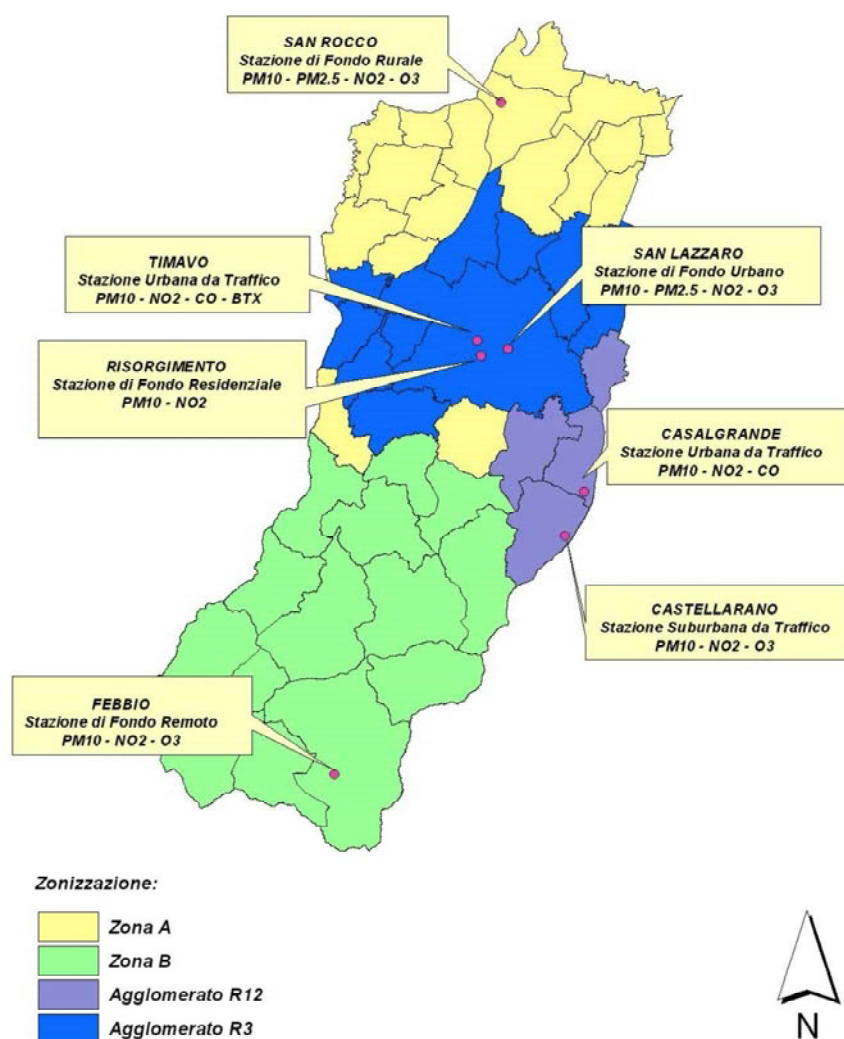 SAN ROCCO
Stazione di Fondo Rurale
PM10 - PM2.5 - NO2 - O3
TIMAVO
Stazione Urbana da Traffico
PM10 - NO2 - CO - BTX
SAN LAZZARO
Stazione di Fondo Urbano
PM10 - PM2.5 - NO2 - O3
RISORGIMENTO
Stazione di Fondo Residenziale
PM10 - NO2
CASALGRANDE
Stazione Urbana da Traffico
PM10 - NO2 - CO
CASTELLARANO
Stazione Suburbana da Traffico
PM10 - NO2 - O3
FEBBIO
Stazione di Fondo Remoto
PM10 - NO2 - O3
Zonizzazione:
Zona A
Zona B
Agglomerato R12
Agglomerato R3
N